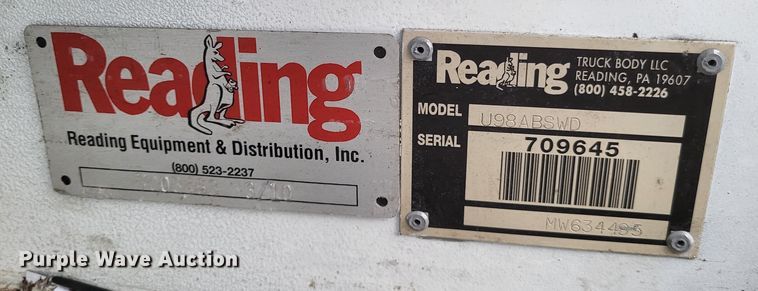 Reading
Reading Equipment & Distribution, Inc.
(800) 523-2237
Reading
TRUCK BODY LLC
READING, PA 19607
(800) 458-2226
MODEL U98ABSWD
SERIAL 709645
MW634495
Purple Wave Auction